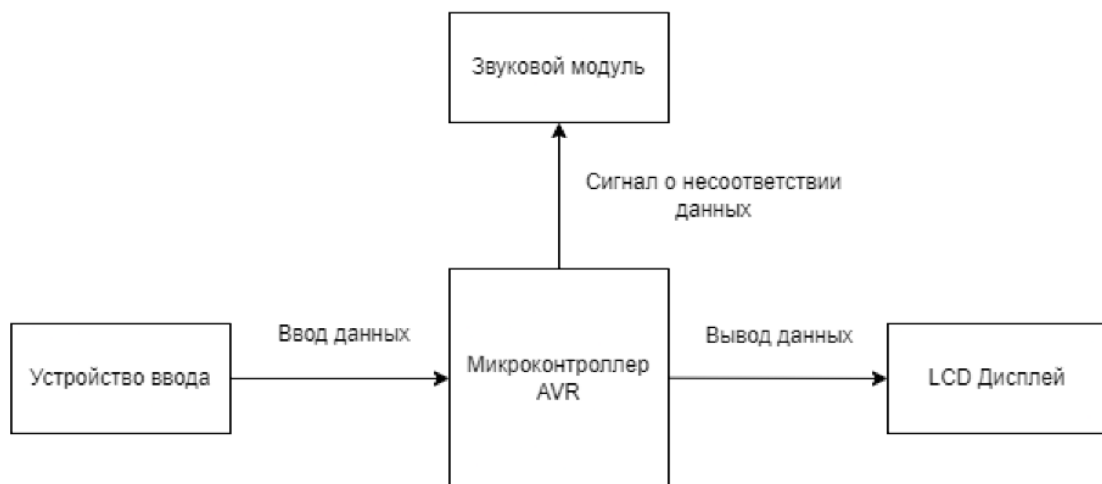 Звуковой модуль
Сигнал о несоответствии
данных
Ввод данных
Вывод данных
Устройство ввода
Микроконтроллер
AVR
LCD Дисплей